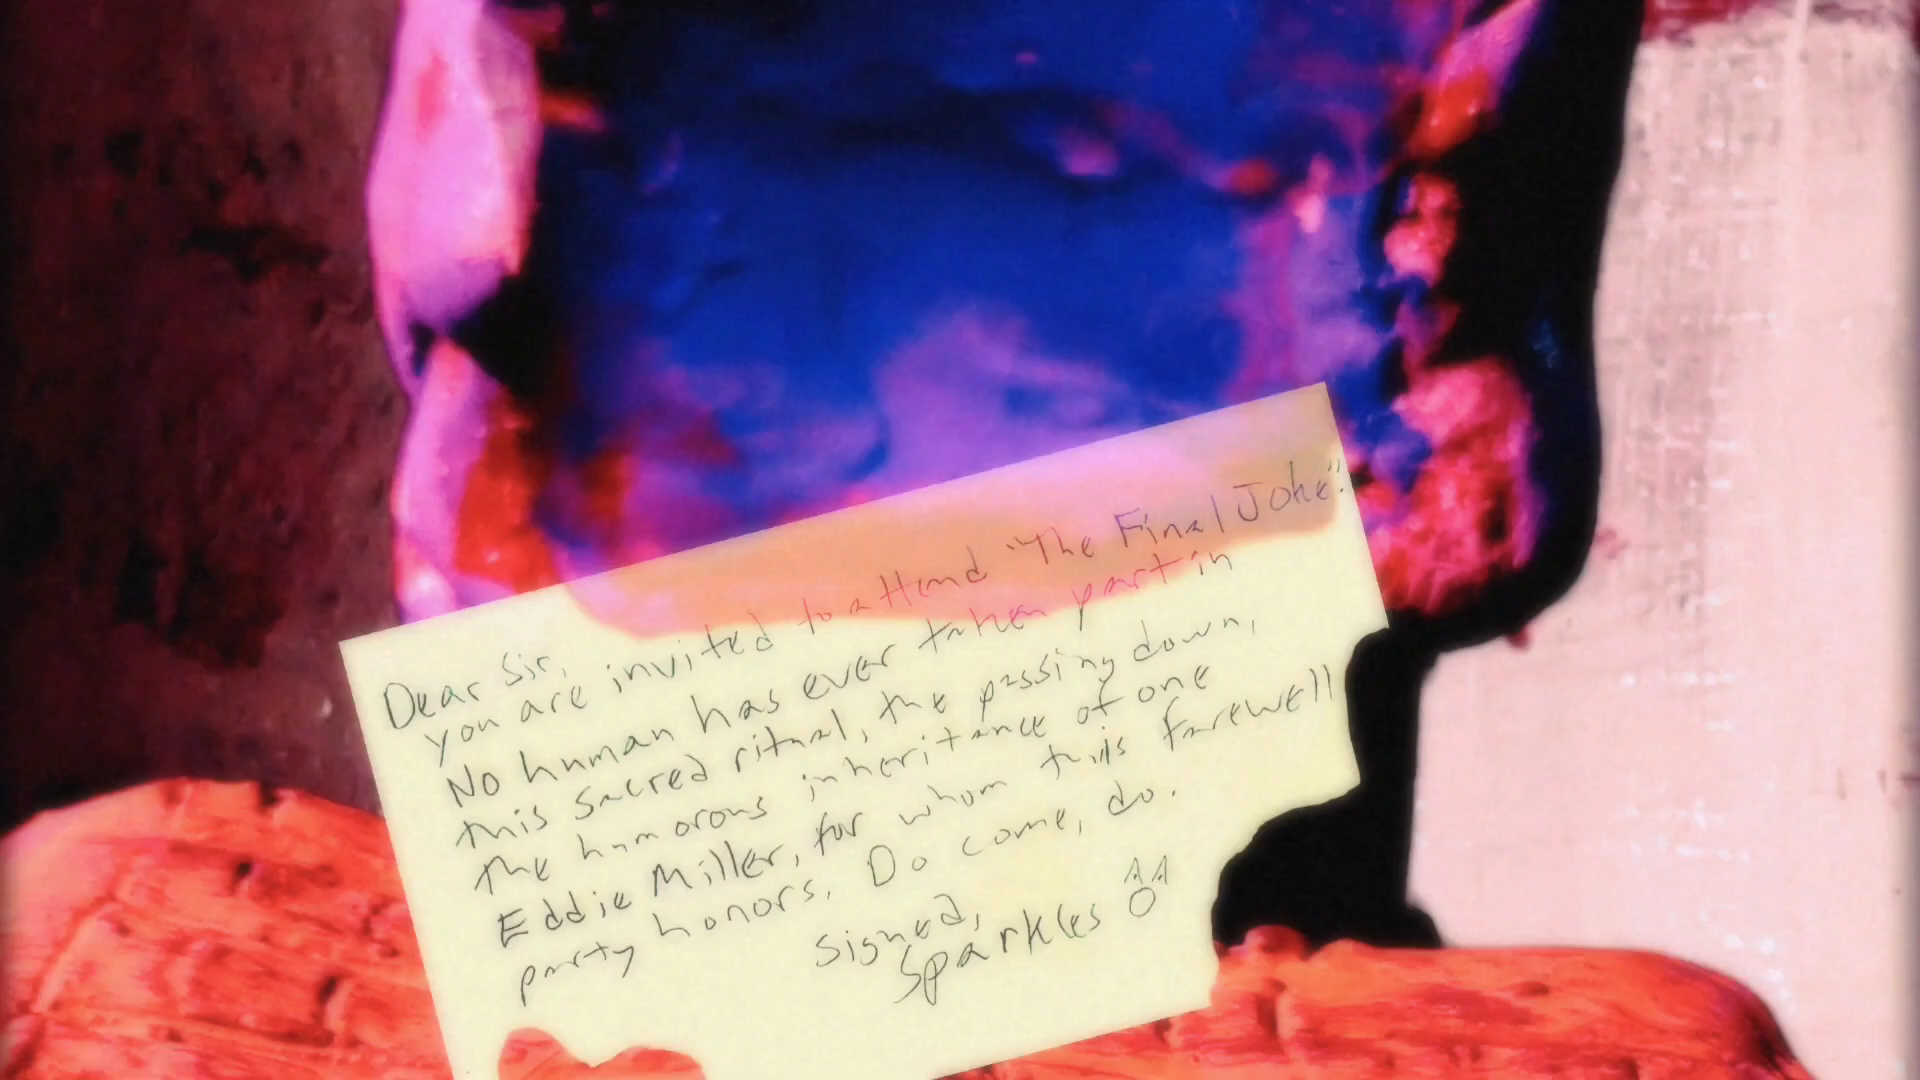 Dear Sir,
you are invited to attend "The Final Joke".
No human has ever taken part in
this sacred ritual, the passing down,
the humorous inheritance of one
Eddie Miller, for whom this farewell
party honors. Do come, do.
Signed,
Sparkles